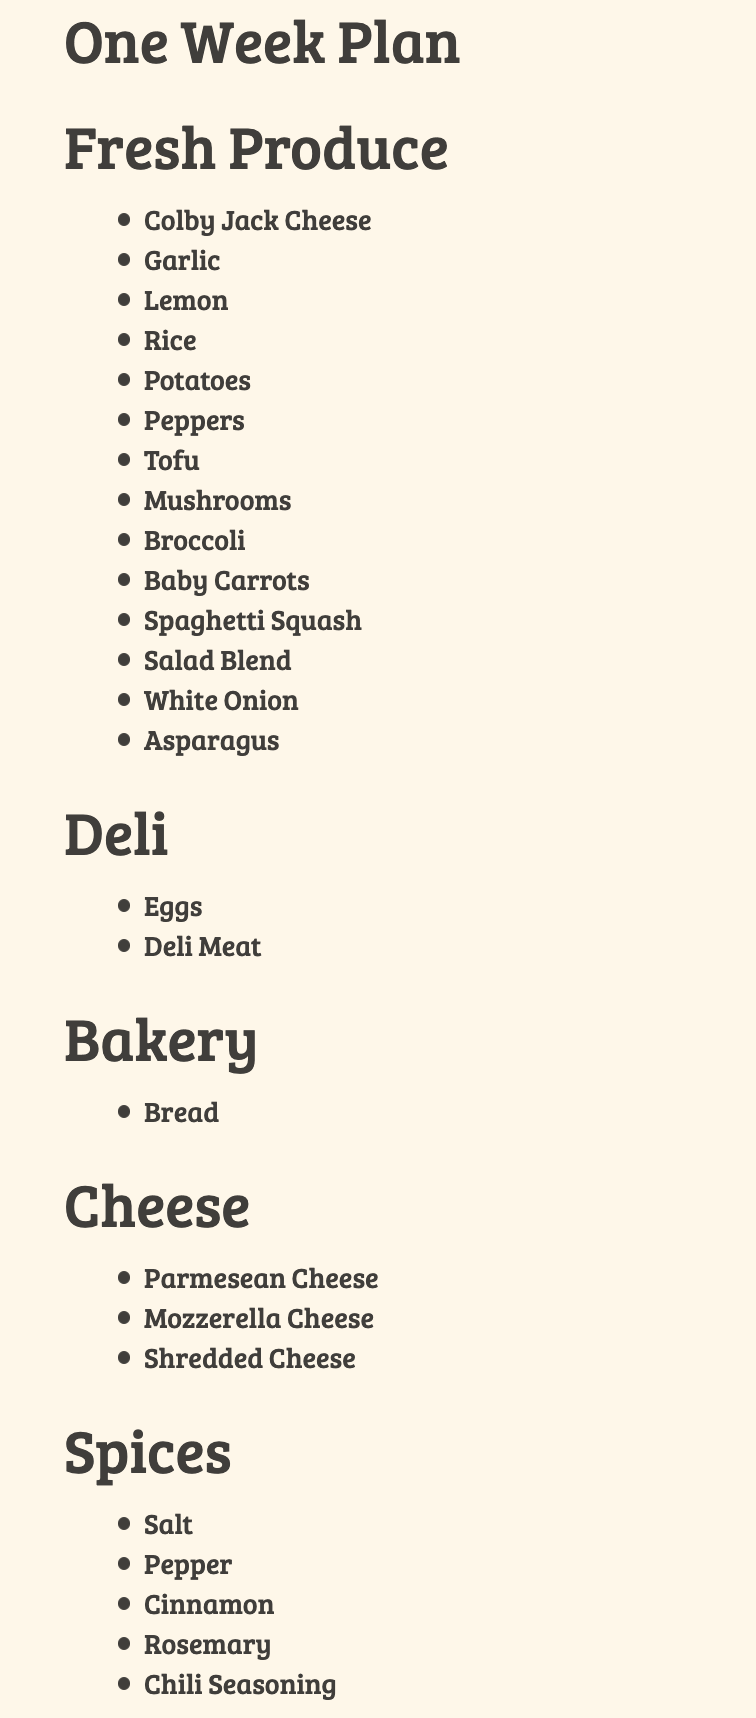 One Week Plan
Fresh Produce
Colby Jack Cheese
Garlic
Lemon
Rice
Potatoes
Peppers
Tofu
Mushrooms
Broccoli
Baby Carrots
Spaghetti Squash
Salad Blend
White Onion
Asparagus
Deli
Eggs
Deli Meat
Bakery
Bread
Cheese
Parmesean Cheese
Mozzerella Cheese
Shredded Cheese
Spices
Salt
Pepper
Cinnamon
Rosemary
Chili Seasoning